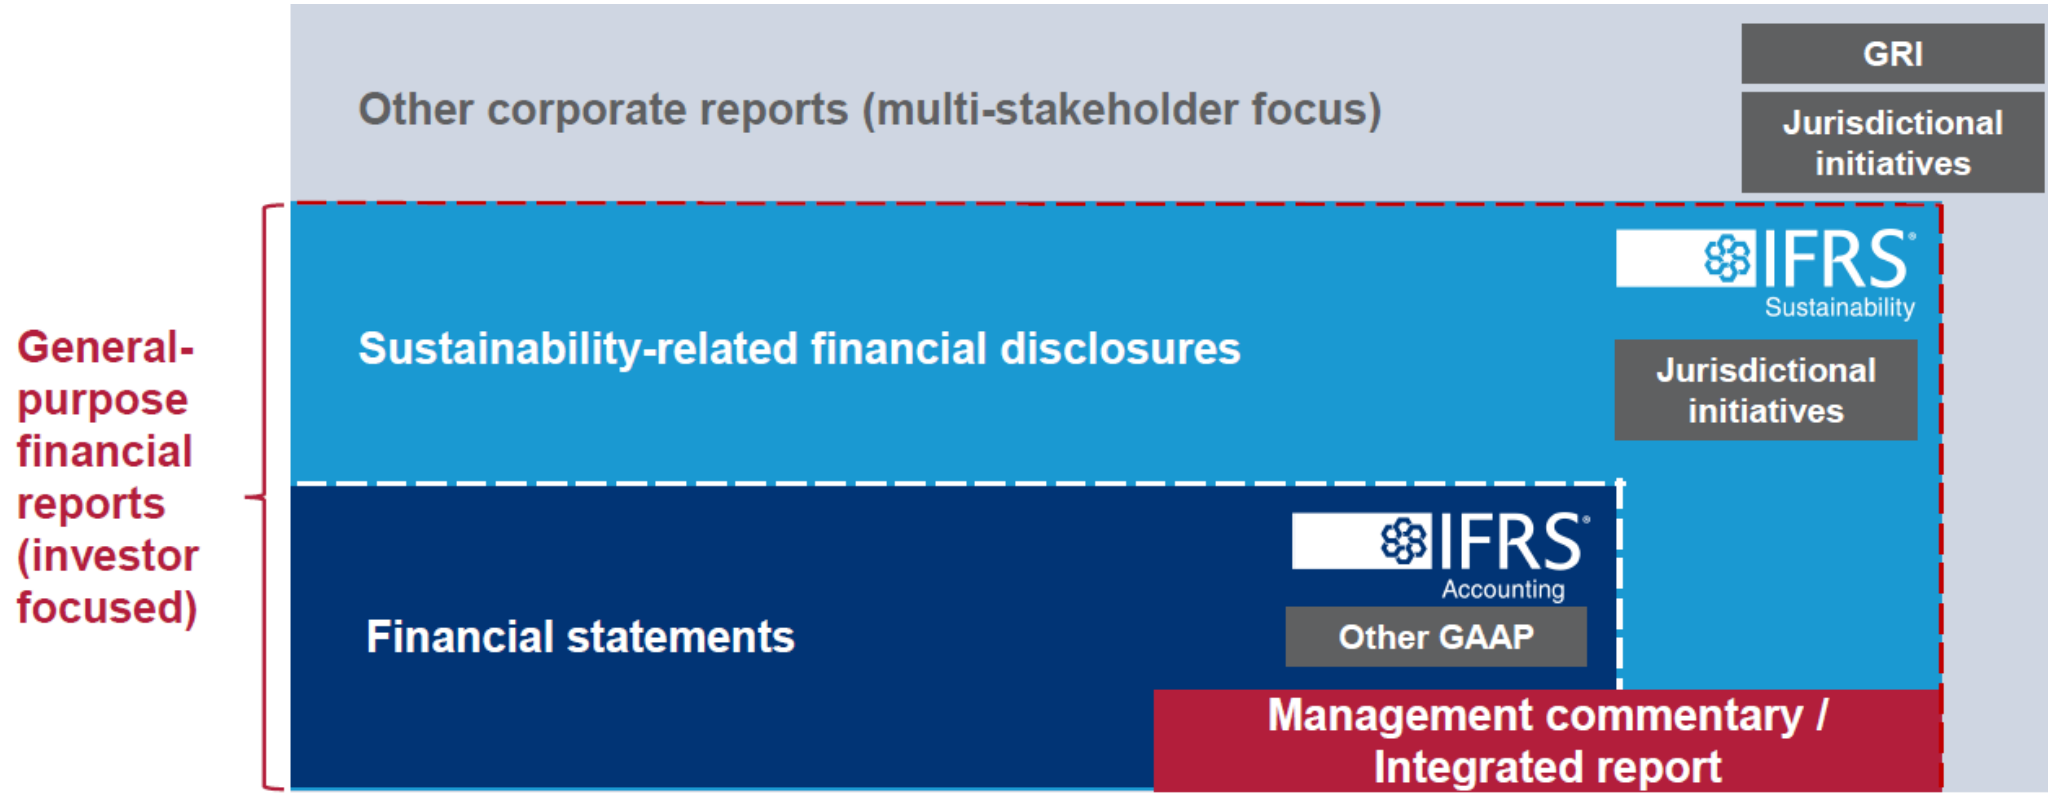 Other corporate reports (multi-stakeholder focus)
GRI
Jurisdictional
initiatives
General-
purpose
financial
reports
(investor
focused)
Sustainability-related financial disclosures
IFRS®
Sustainability
Jurisdictional
initiatives
Financial statements
IFRS®
Accounting
Other GAAP
Management commentary /
Integrated report